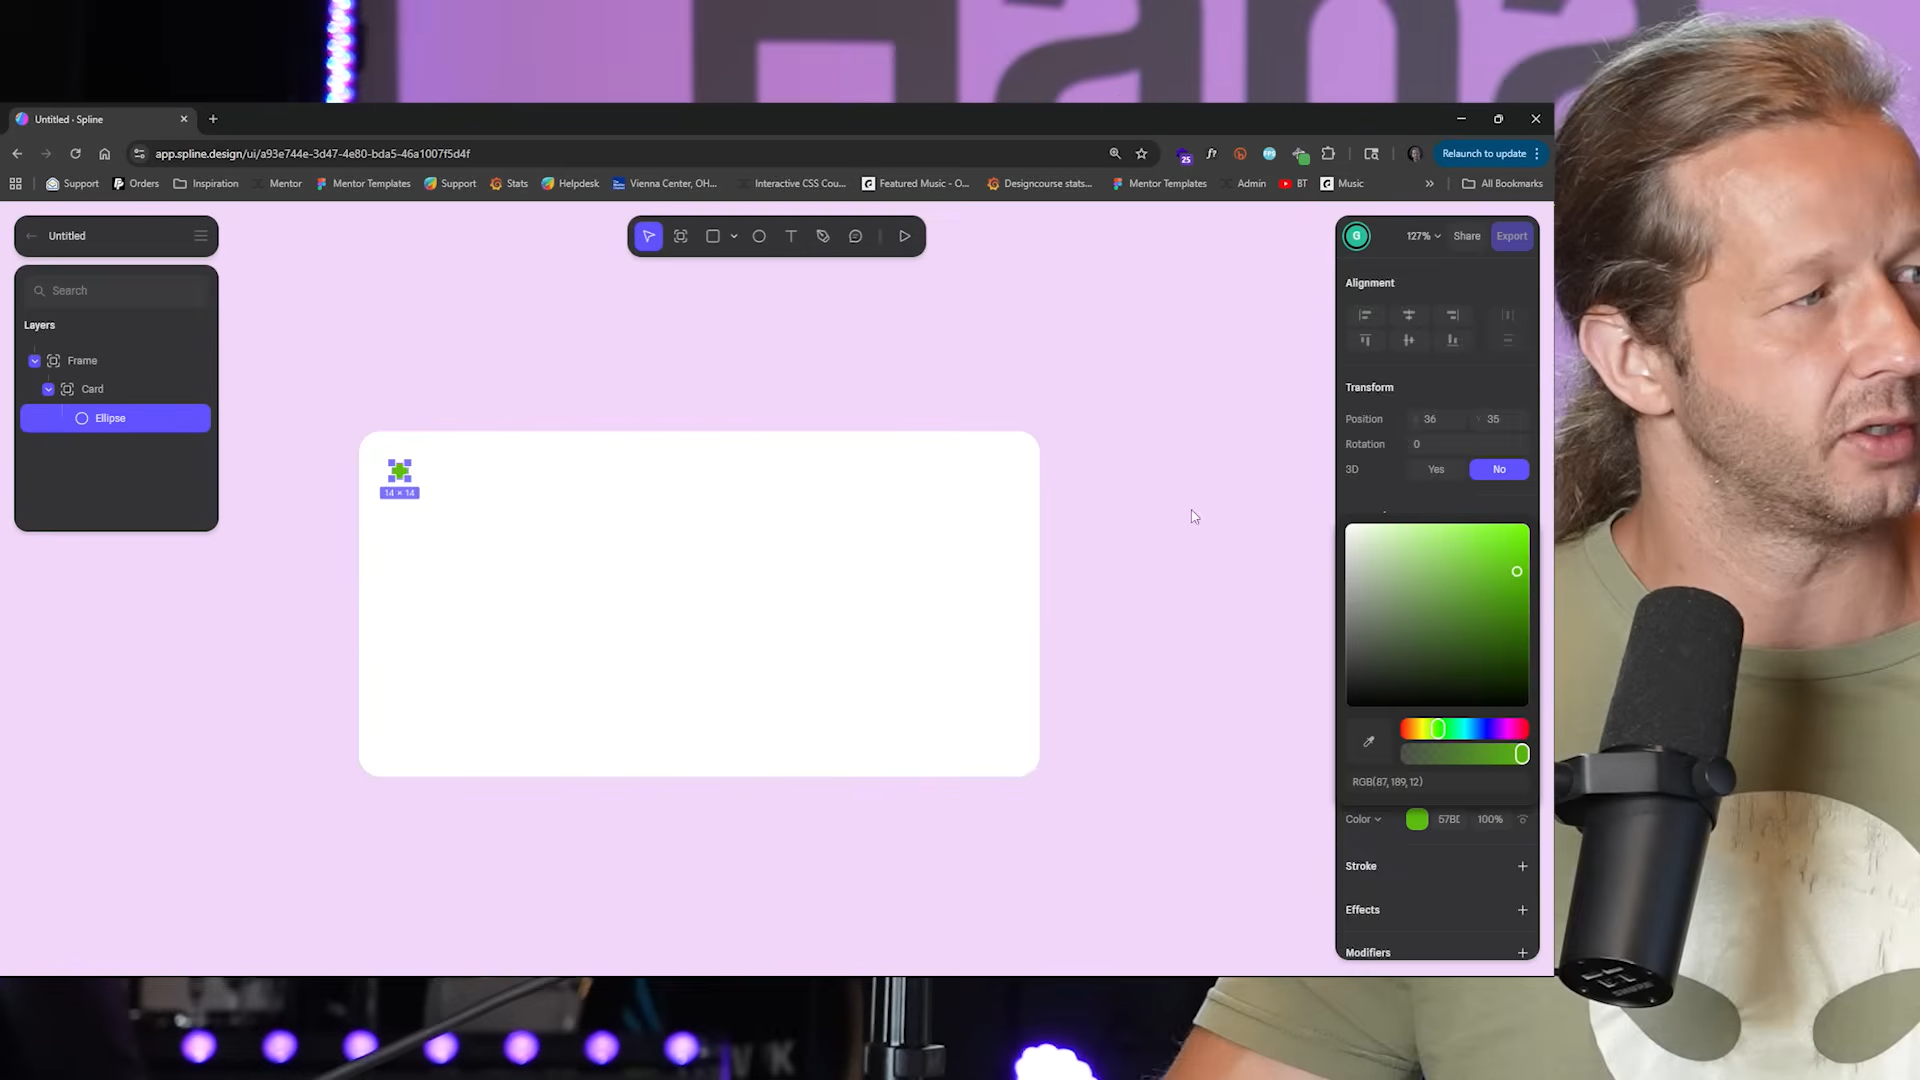 Untitled - Spline
app.spline.design/ui/a93e744e-3d47-4e80-bda5-46a1007f5d4f
25
f?
Relaunch to update
Support
Orders
Inspiration
Mentor
Mentor Templates
Support
Stats
Helpdesk
Vienna Center, OH...
Interactive CSS Cou...
Featured Music - O...
Designcourse stats...
Mentor Templates
Admin
BT
Music
All Bookmarks
Untitled
G
127%
Share
Export
Search
Layers
Frame
Card
Ellipse
14 × 14
Alignment
Transform
Position 36 35
Rotation 0
3D Yes No
RGB(87, 189, 12)
Color 57BD 100%
Stroke
Effects
Modifiers